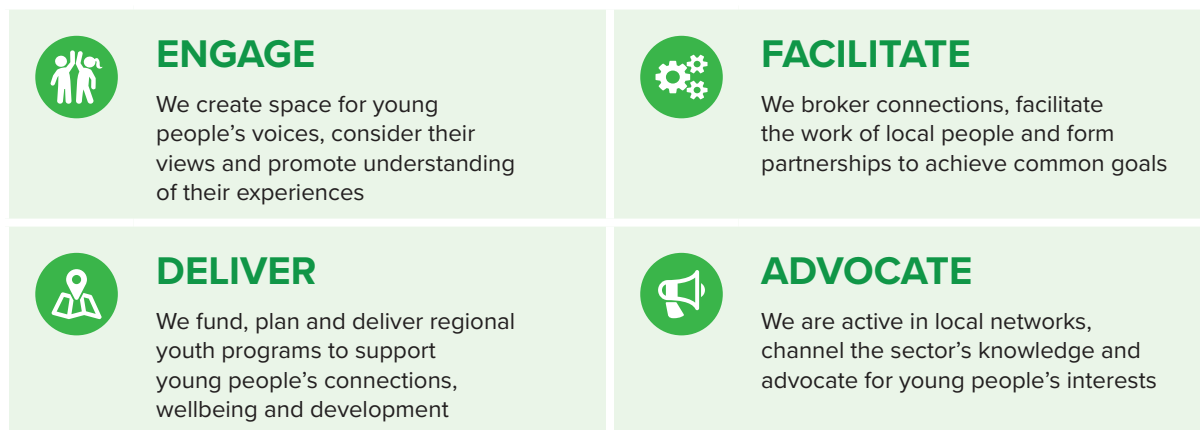 ENGAGE
We create space for young
people’s voices, consider their
views and promote understanding
of their experiences
FACILITATE
We broker connections, facilitate
the work of local people and form
partnerships to achieve common goals
DELIVER
We fund, plan and deliver regional
youth programs to support
young people’s connections,
wellbeing and development
ADVOCATE
We are active in local networks,
channel the sector’s knowledge and
advocate for young people’s interests